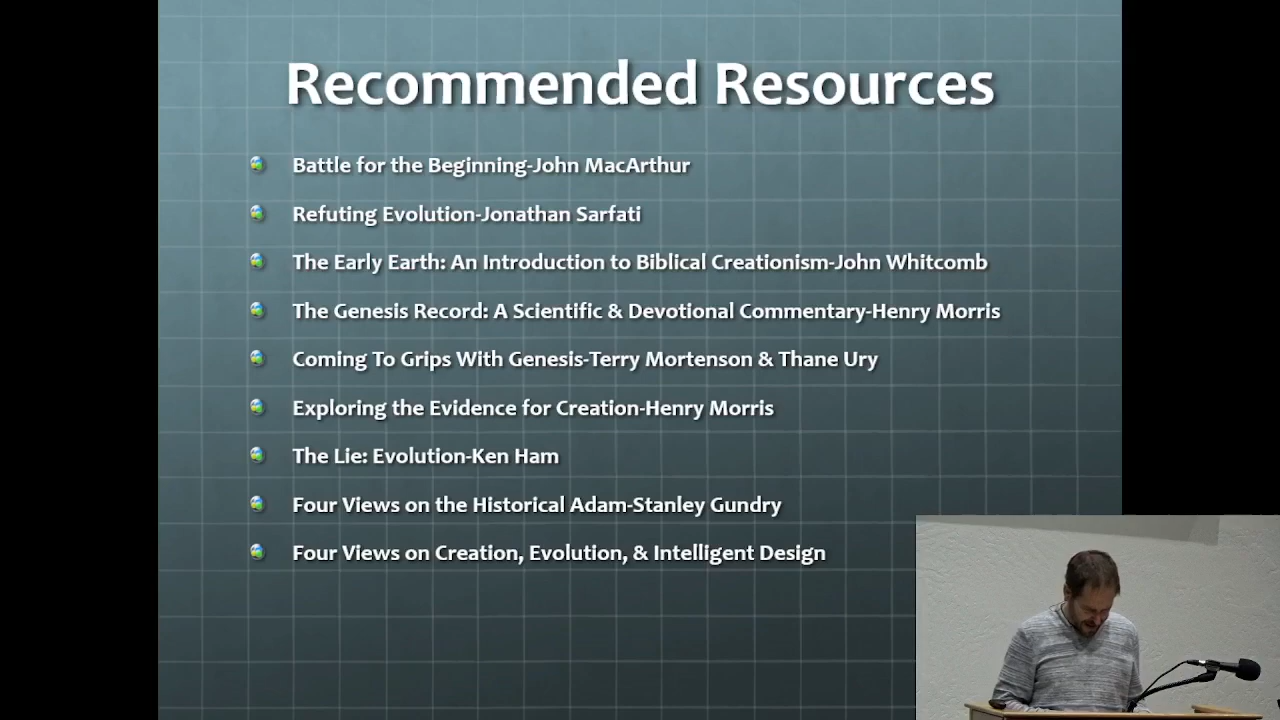 Recommended Resources
Battle for the Beginning-John MacArthur
Refuting Evolution-Jonathan Sarfati
The Early Earth: An Introduction to Biblical Creationism-John Whitcomb
The Genesis Record: A Scientific & Devotional Commentary-Henry Morris
Coming To Grips With Genesis-Terry Mortenson & Thane Ury
Exploring the Evidence for Creation-Henry Morris
The Lie: Evolution-Ken Ham
Four Views on the Historical Adam-Stanley Gundry
Four Views on Creation, Evolution, & Intelligent Design